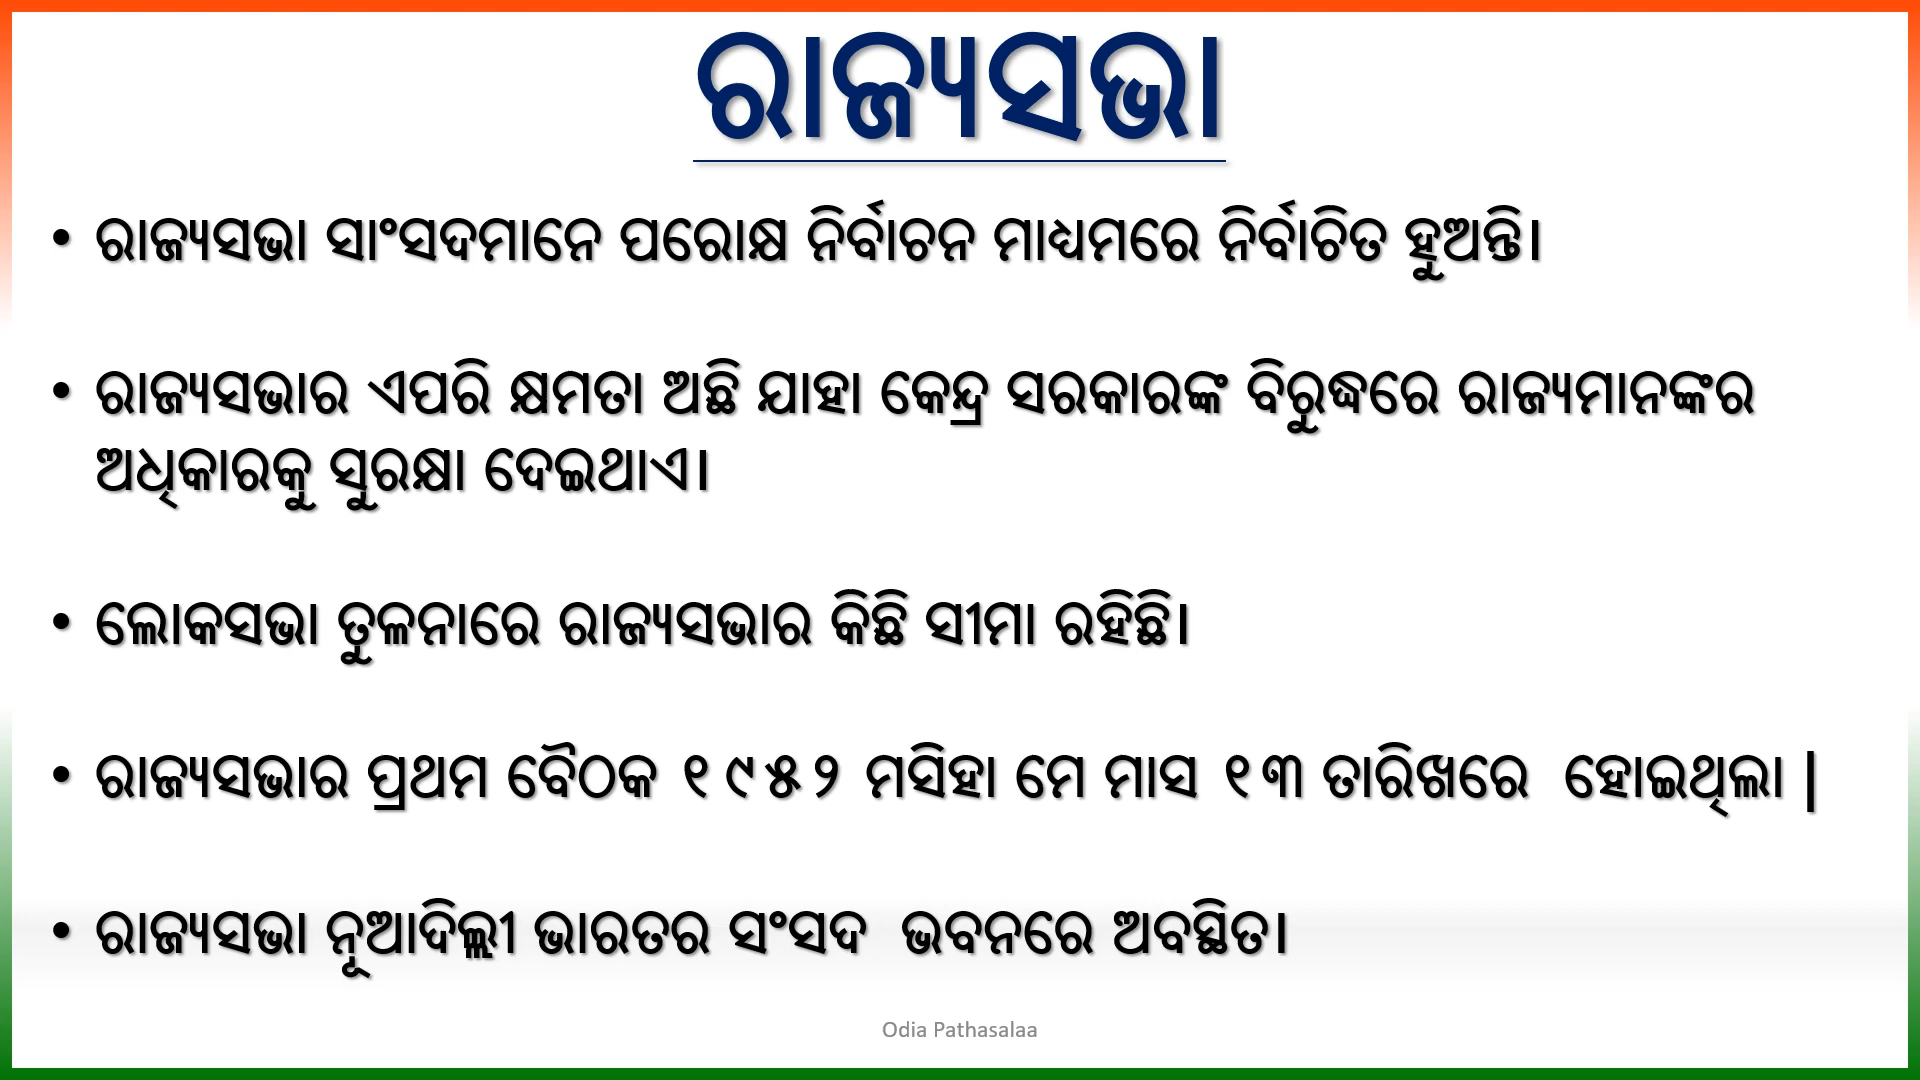 ରାଜ୍ୟସଭା
• ରାଜ୍ୟସଭା ସାଂସଦମାନେ ପରୋକ୍ଷ ନିର୍ବାଚନ ମାଧ୍ୟମରେ ନିର୍ବାଚିତ ହୁଅନ୍ତି।
• ରାଜ୍ୟସଭାର ଏପରି କ୍ଷମତା ଅଛି ଯାହା କେନ୍ଦ୍ର ସରକାରଙ୍କ ବିରୁଦ୍ଧରେ ରାଜ୍ୟମାନଙ୍କର
ଅଧିକାରକୁ ସୁରକ୍ଷା ଦେଇଥାଏ।
• ଲୋକସଭା ତୁଳନାରେ ରାଜ୍ୟସଭାର କିଛି ସୀମା ରହିଛି।
• ରାଜ୍ୟସଭାର ପ୍ରଥମ ବୈଠକ ୧୯୫୨ ମସିହା ମେ ମାସ ୧୩ ତାରିଖରେ ହୋଇଥିଲା |
• ରାଜ୍ୟସଭା ନୂଆଦିଲ୍ଲୀ ଭାରତର ସଂସଦ ଭବନରେ ଅବସ୍ଥିତ।
Odia Pathasalaa